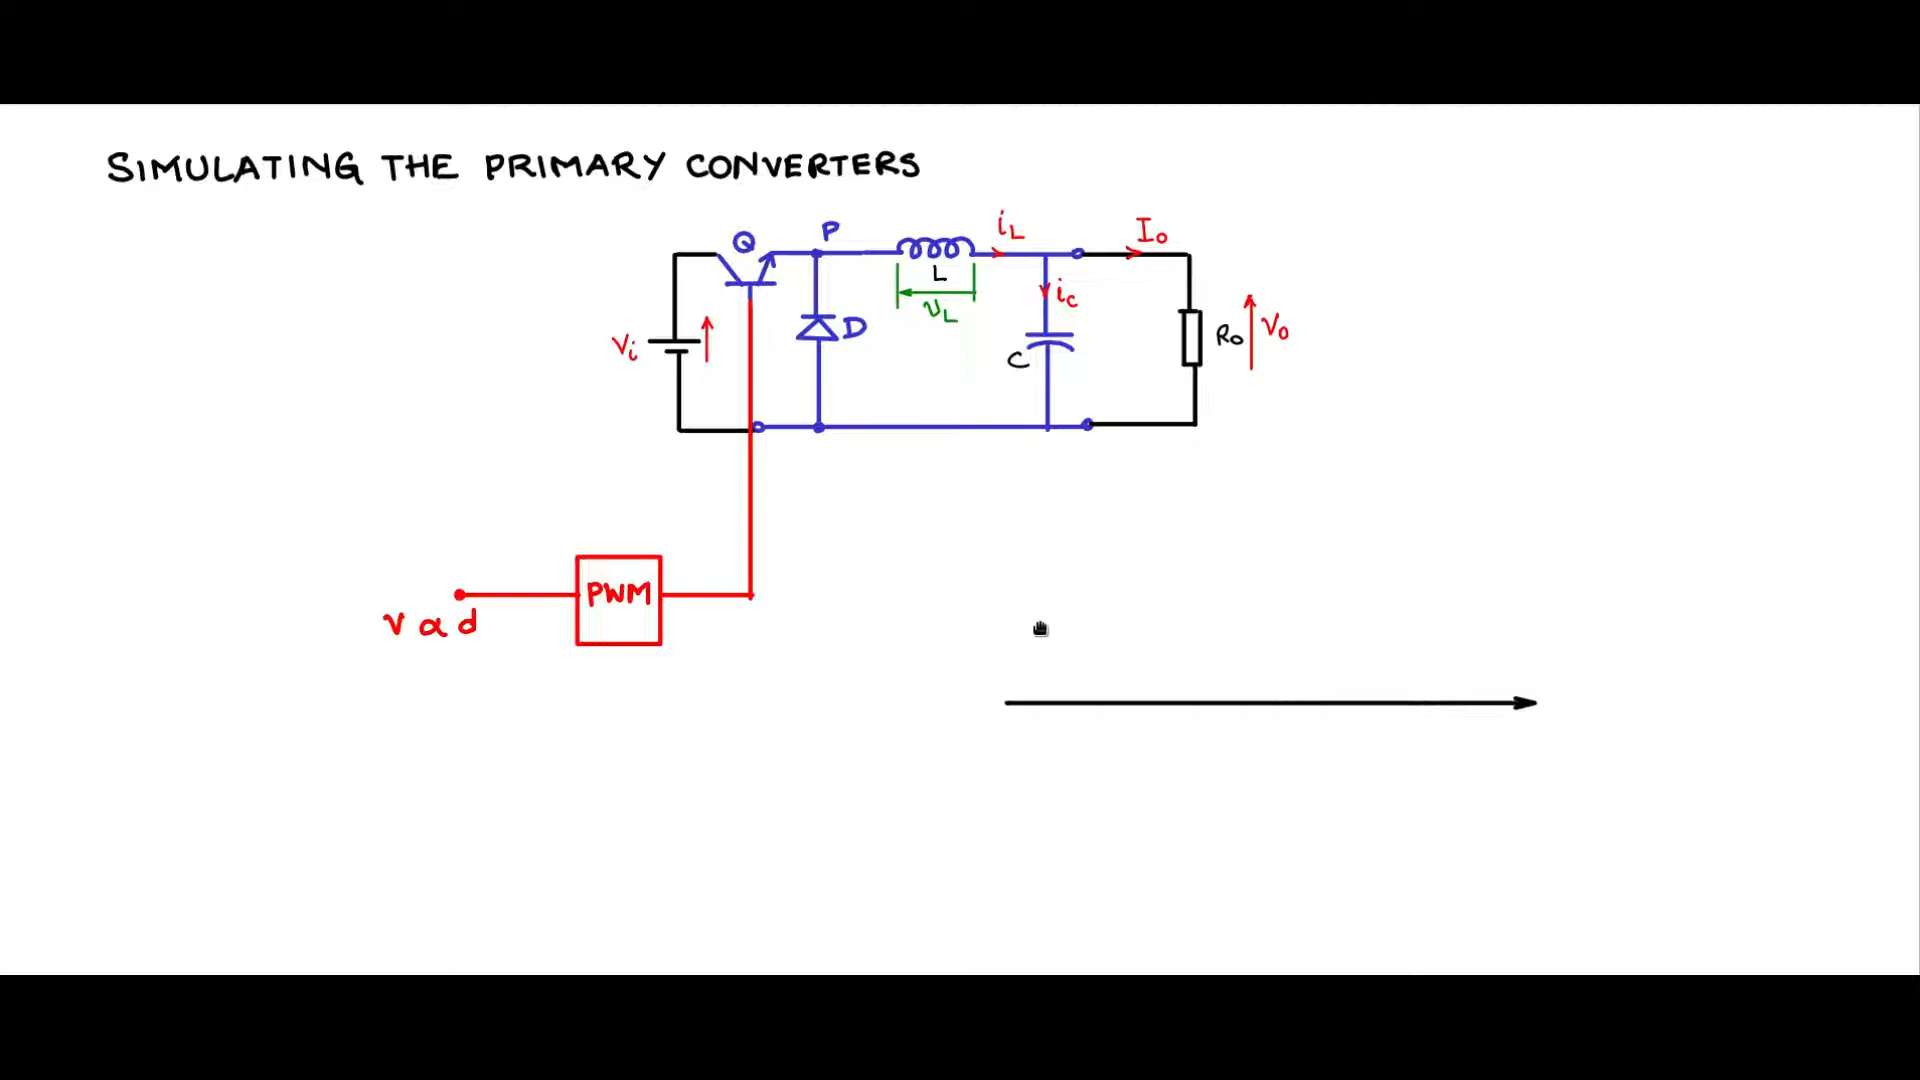 SIMULATING THE PRIMARY CONVERTERS
Q
P
iL
Io
L
vL
ic
Vi
D
C
Ro
Vo
PWM
v α d